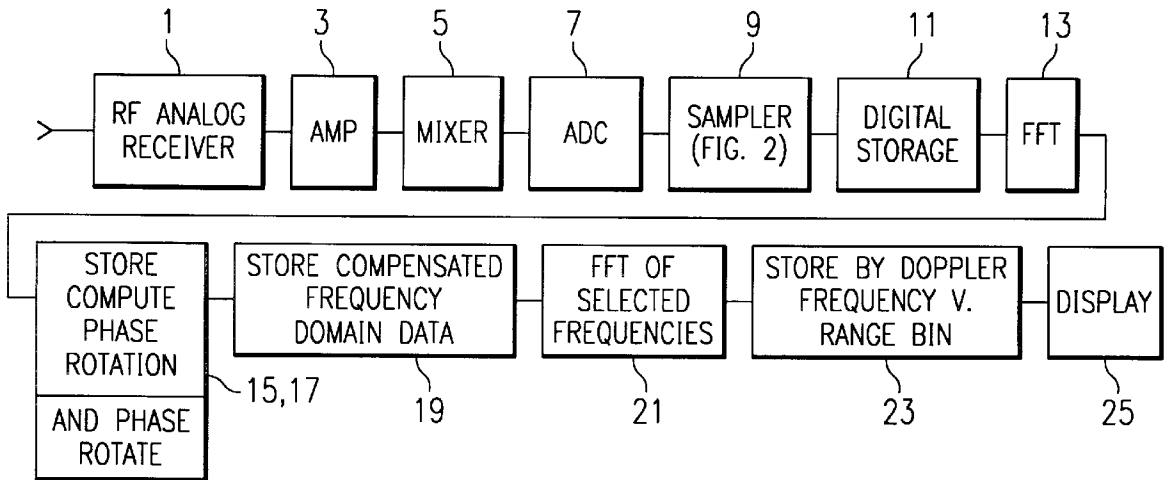 1
3
5
7
9
11
13
RF ANALOG
RECEIVER
AMP
MIXER
ADC
SAMPLER
(FIG. 2)
DIGITAL
STORAGE
FFT
STORE
COMPUTE
PHASE
ROTATION
AND PHASE
ROTATE
15,17
STORE COMPENSATED
FREQUENCY
DOMAIN DATA
19
FFT OF
SELECTED
FREQUENCIES
21
STORE BY DOPPLER
FREQUENCY V.
RANGE BIN
23
DISPLAY
25